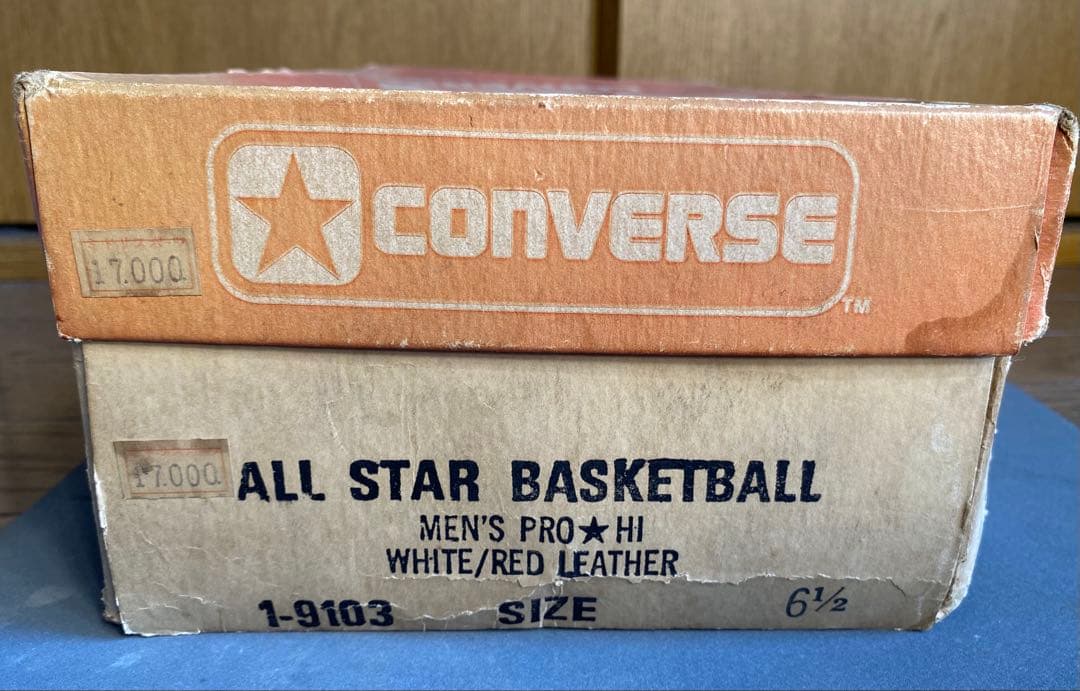 CONVERSE
TM
17.000
17.000
ALL STAR BASKETBALL
MEN'S PRO★HI
WHITE/RED LEATHER
1-9103 SIZE 6½